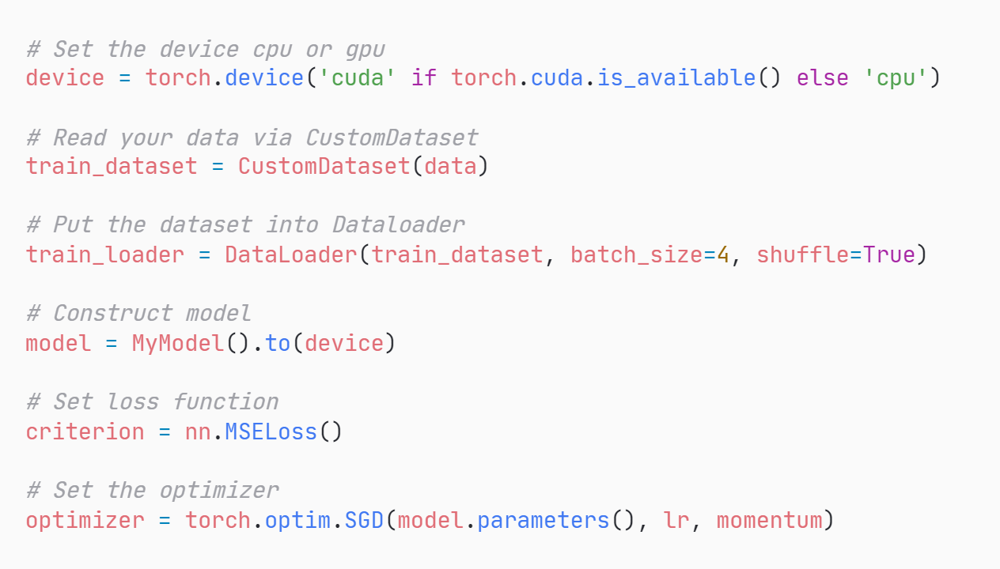 # Set the device cpu or gpu
device = torch.device('cuda' if torch.cuda.is_available() else 'cpu')
# Read your data via CustomDataset
train_dataset = CustomDataset(data)
# Put the dataset into Dataloader
train_loader = DataLoader(train_dataset, batch_size=4, shuffle=True)
# Construct model
model = MyModel().to(device)
# Set loss function
criterion = nn.MSELoss()
# Set the optimizer
optimizer = torch.optim.SGD(model.parameters(), lr, momentum)